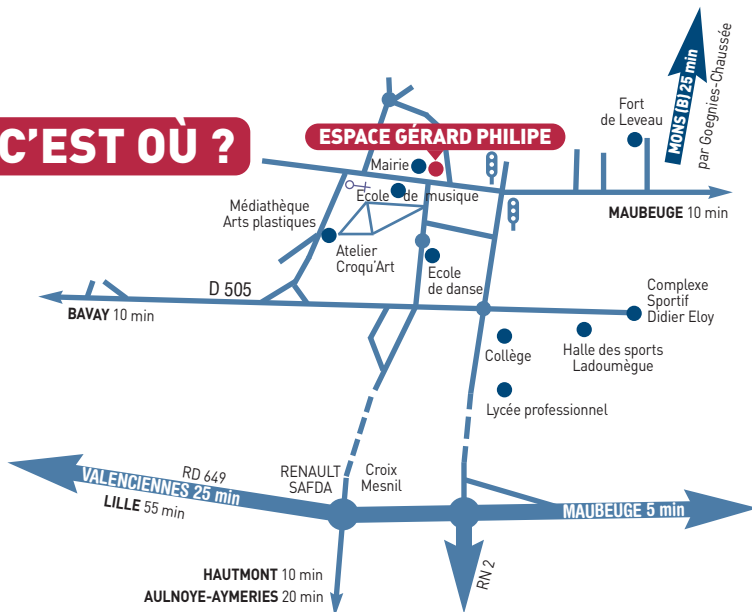 MONS (B) 25 min
par Goegnies-Chaussée
Fort
de Leveau
C'EST OÙ ?
ESPACE GÉRARD PHILIPE
Mairie
Ecole de musique
Médiathèque
Arts plastiques
MAUBEUGE 10 min
Atelier
Croqu'Art
Ecole
de danse
D 505
BAVAY 10 min
Complexe
Sportif
Didier Eloy
Collège
Halle des sports
Ladoumègue
Lycée professionnel
RD 649
VALENCIENNES 25 min
LILLE 55 min
RENAULT
SAFDA
Croix
Mesnil
MAUBEUGE 5 min
RN 2
HAUTMONT 10 min
AULNOYE-AYMERIES 20 min